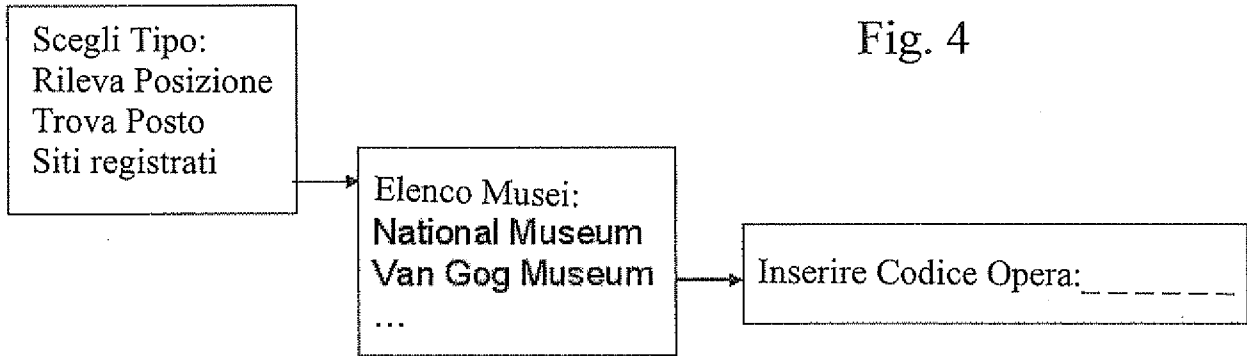 Fig. 4
Scegli Tipo:
Rileva Posizione
Trova Posto
Siti registrati
Elenco Musei:
National Museum
Van Gog Museum
...
Inserire Codice Opera:_ _ _ _ _ _